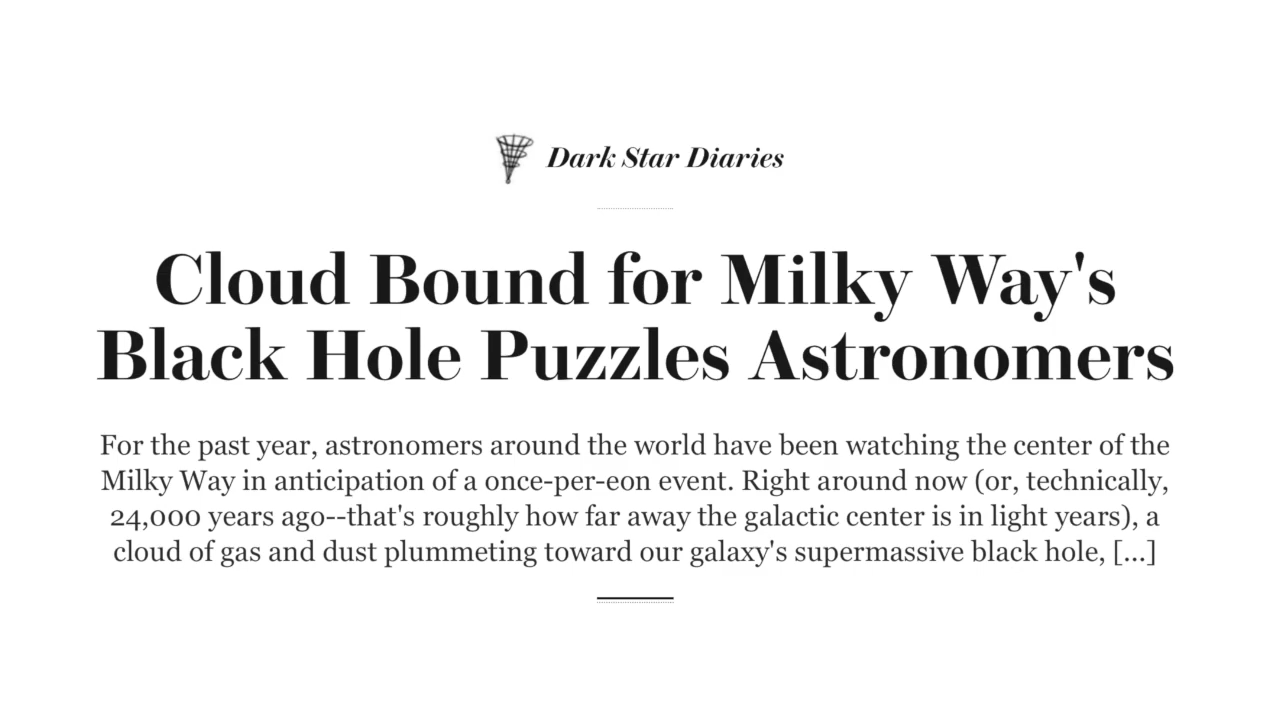 Dark Star Diaries
Cloud Bound for Milky Way's
Black Hole Puzzles Astronomers
For the past year, astronomers around the world have been watching the center of the
Milky Way in anticipation of a once-per-eon event. Right around now (or, technically,
24,000 years ago--that's roughly how far away the galactic center is in light years), a
cloud of gas and dust plummeting toward our galaxy's supermassive black hole, [...]